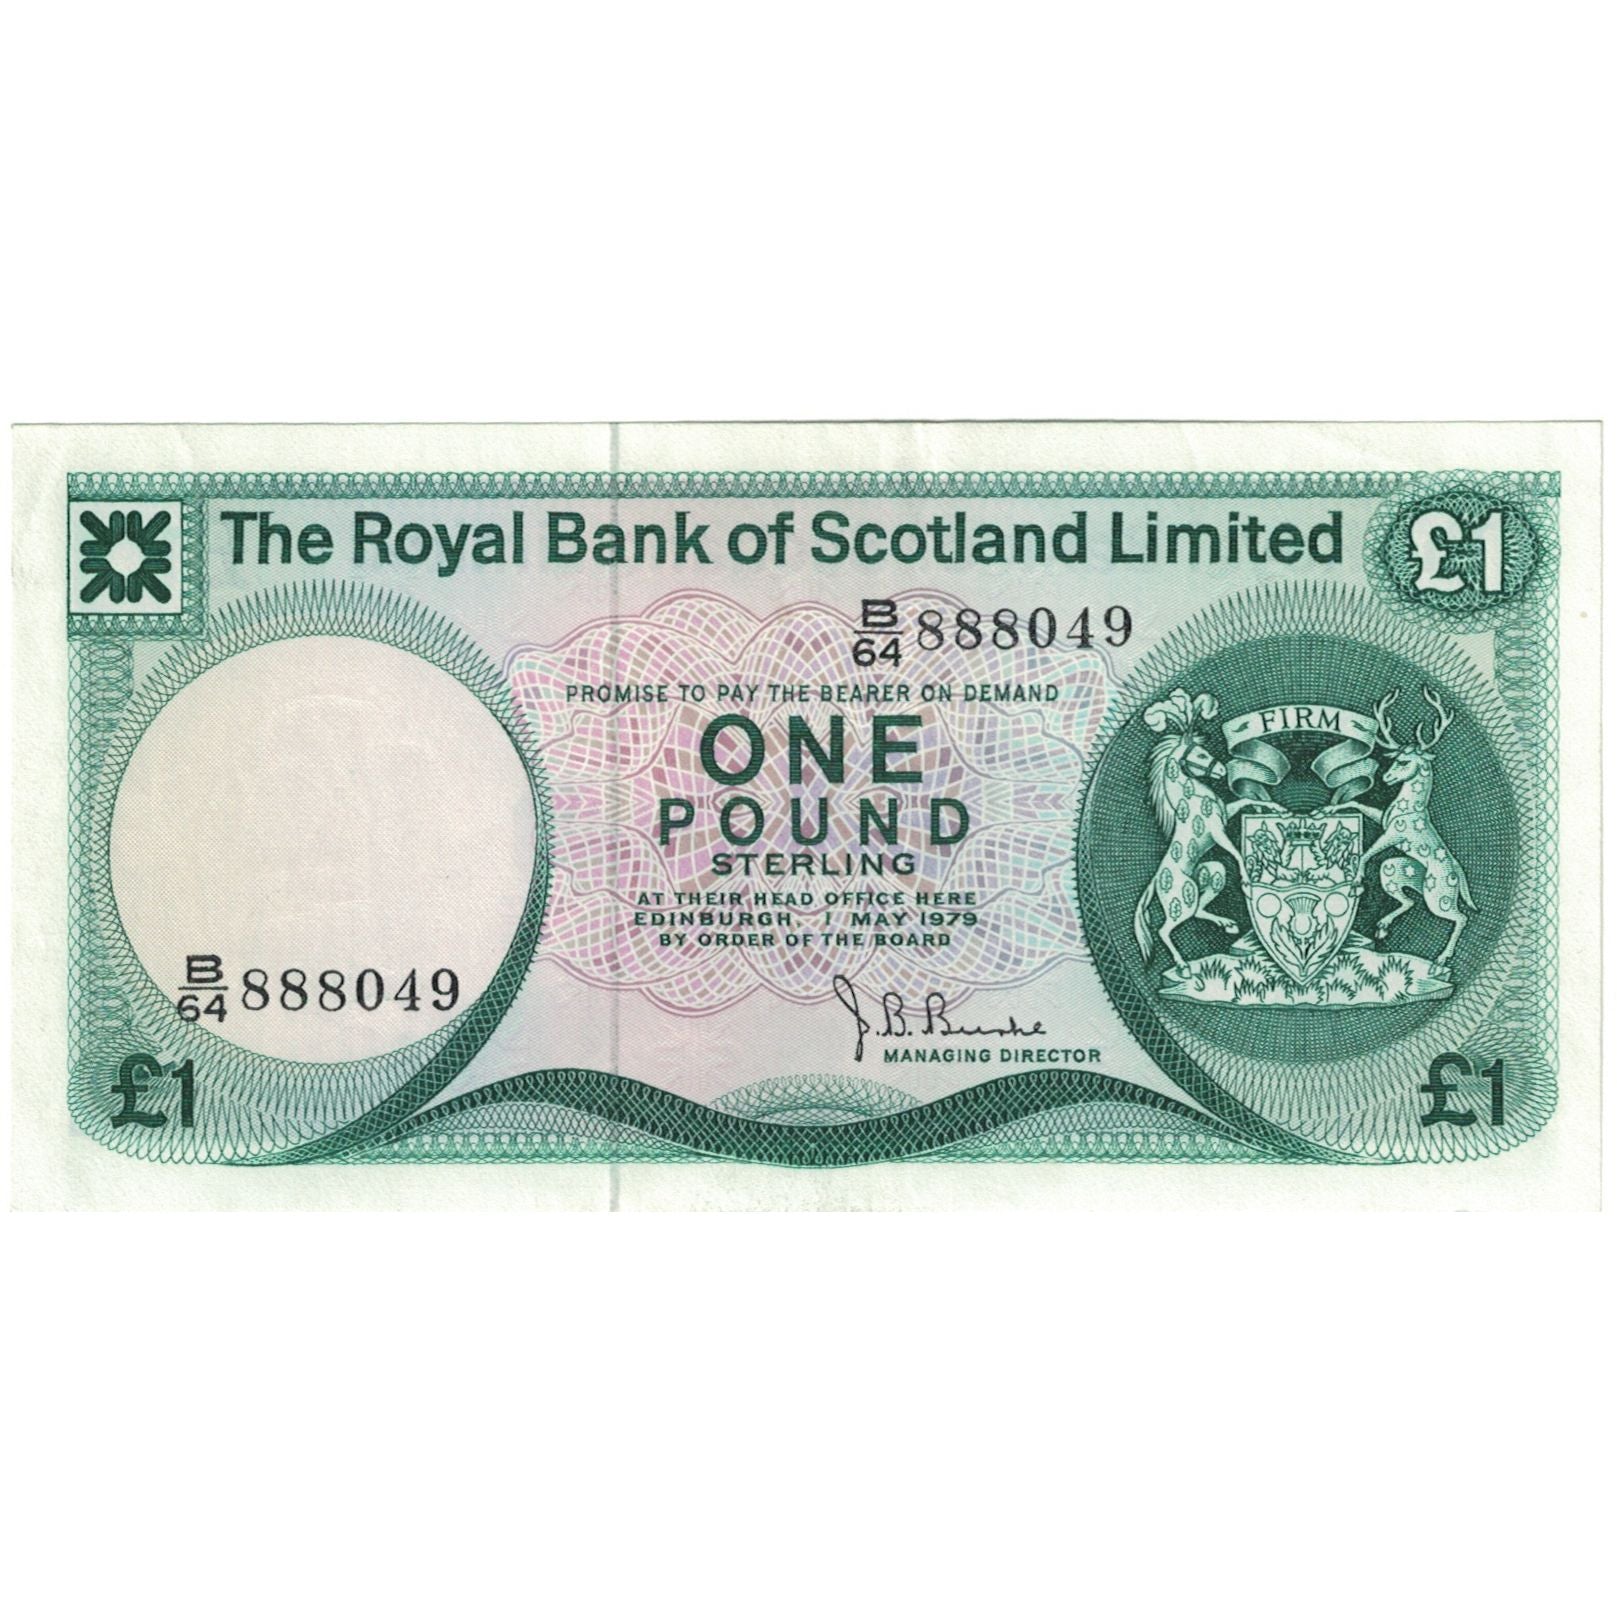 The Royal Bank of Scotland Limited
£1
B/64 888049
PROMISE TO PAY THE BEARER ON DEMAND
ONE
POUND
STERLING
AT THEIR HEAD OFFICE HERE
EDINBURGH, 1 MAY 1979
BY ORDER OF THE BOARD
FIRM
B/64 888049
J. B. Burke
MANAGING DIRECTOR
£1
£1